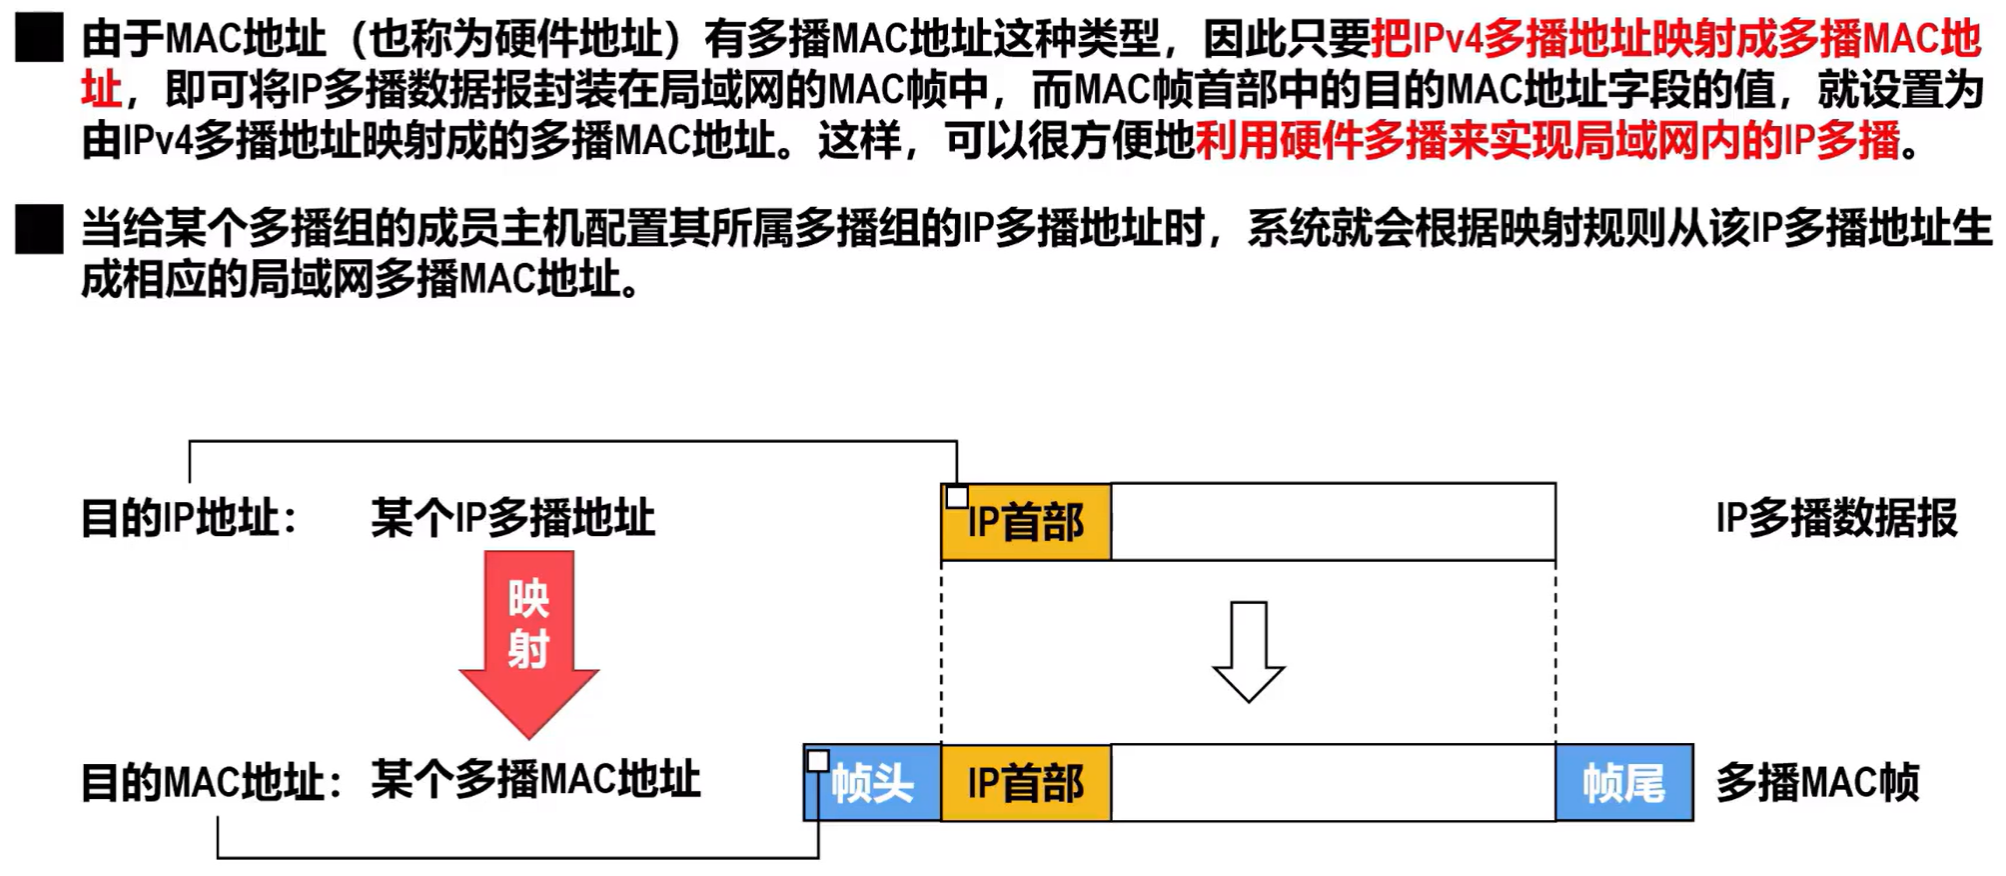 由于MAC地址（也称为硬件地址）有多播MAC地址这种类型，因此只要把IPv4多播地址映射成多播MAC地
址，即可将IP多播数据报封装在局域网的MAC帧中，而MAC帧首部中的目的MAC地址字段的值，就设置为
由IPv4多播地址映射成的多播MAC地址。这样，可以很方便地利用硬件多播来实现局域网内的IP多播。
当给某个多播组的成员主机配置其所属多播组的IP多播地址时，系统就会根据映射规则从该IP多播地址生
成相应的局域网多播MAC地址。
目的IP地址： 某个IP多播地址
IP首部
IP多播数据报
映
射
目的MAC地址：某个多播MAC地址
帧头
IP首部
帧尾
多播MAC帧